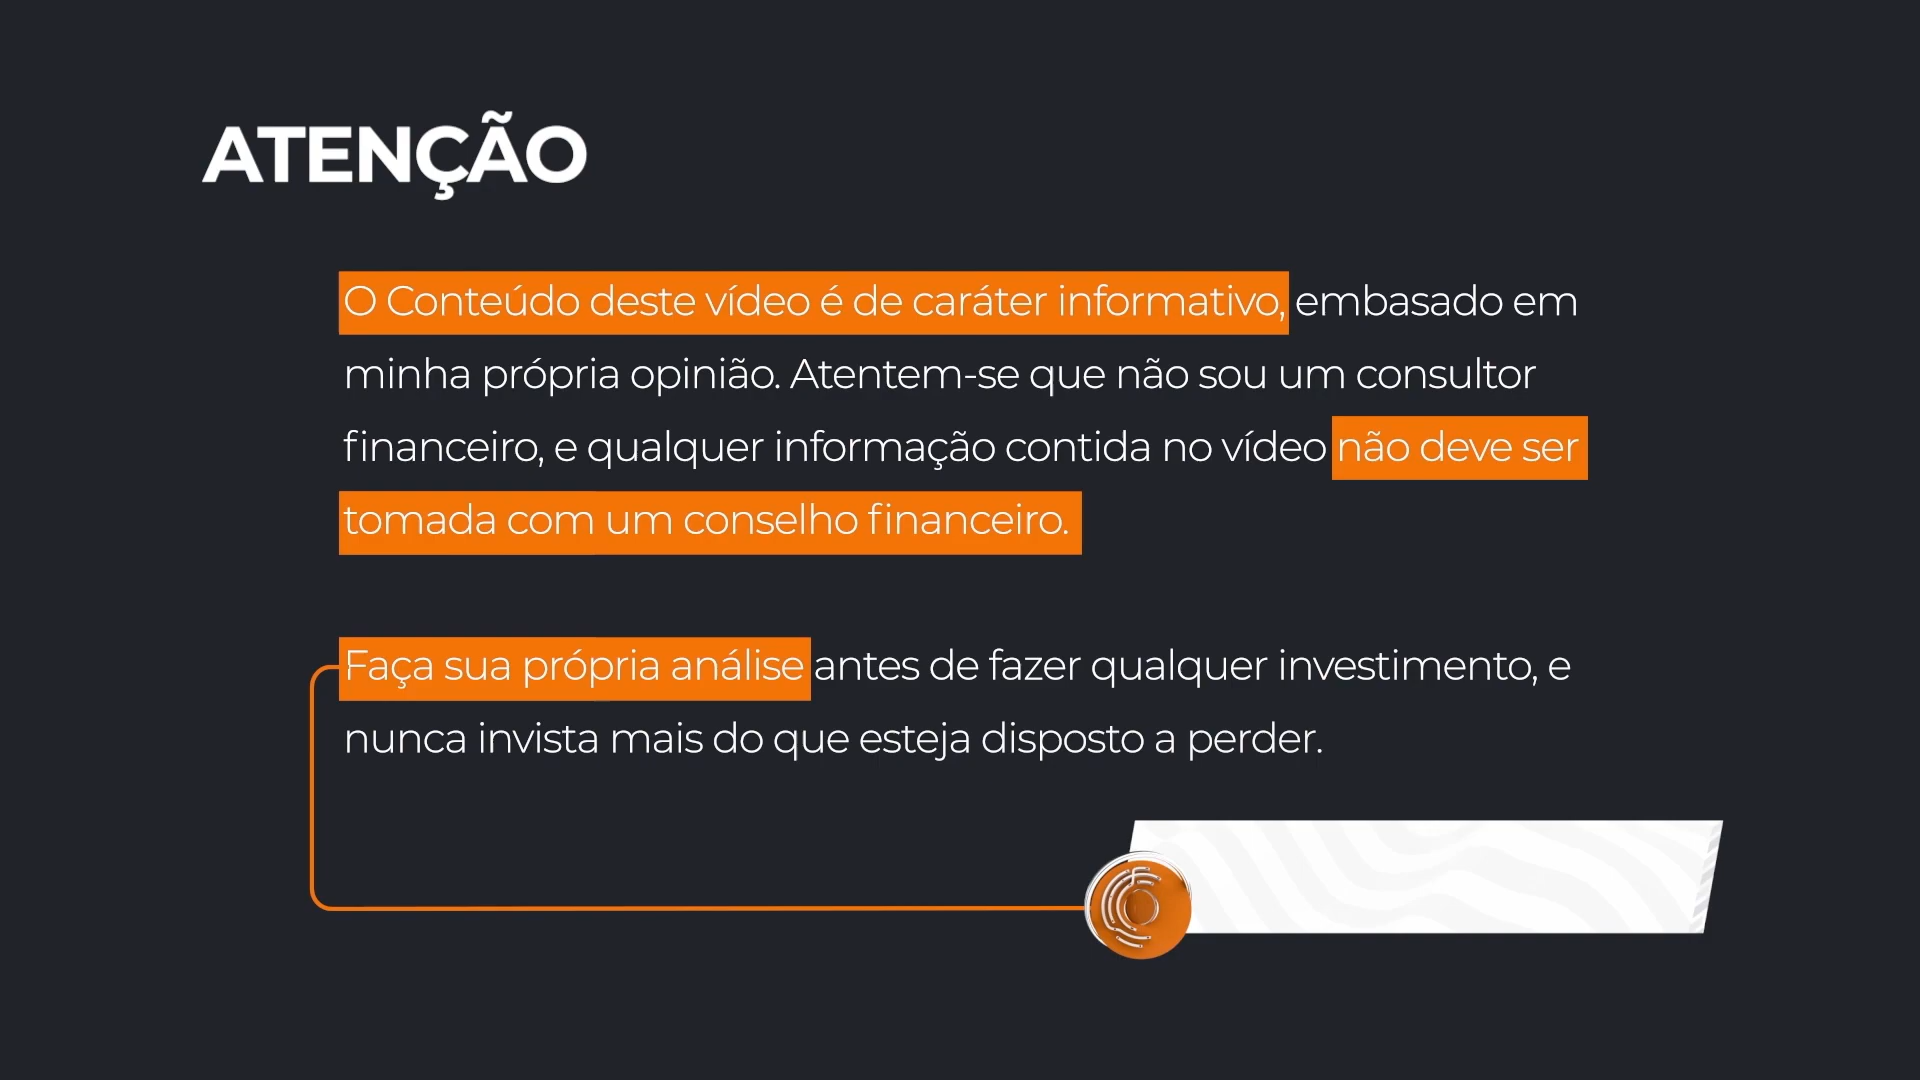 ATENÇÃO
O Conteúdo deste vídeo é de caráter informativo, embasado em
minha própria opinião. Atentem-se que não sou um consultor
financeiro, e qualquer informação contida no vídeo não deve ser
tomada com um conselho financeiro.
Faça sua própria análise antes de fazer qualquer investimento, e
nunca invista mais do que esteja disposto a perder.